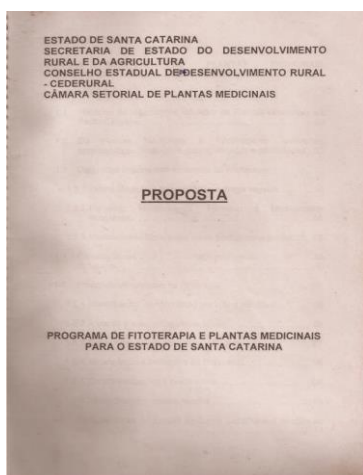 ESTADO DE SANTA CATARINA
SECRETARIA DE ESTADO DO DESENVOLVIMENTO
RURAL E DA AGRICULTURA
CONSELHO ESTADUAL DE DESENVOLVIMENTO RURAL
- CEDERURAL
CÂMARA SETORIAL DE PLANTAS MEDICINAIS
PROPOSTA
PROGRAMA DE FITOTERAPIA E PLANTAS MEDICINAIS
PARA O ESTADO DE SANTA CATARINA